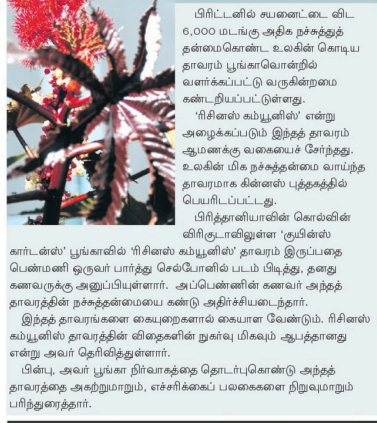 பிரிட்டனில் சயனைட்டை விட
6,000 மடங்கு அதிக நச்சுத்துத்
தன்மைகொண்ட உலகின் கொடிய
தாவரம் பூங்காவொன்றில்
வளர்க்கப்பட்டு வருகின்றமை
கண்டறியப்பட்டுள்ளது.
‘ரிசினஸ் கம்யூனிஸ்’ என்று
அழைக்கப்படும் இந்தத் தாவரம்
ஆமணக்கு வகையைச் சேர்ந்தது.
உலகின் மிக நச்சுத்தன்மை வாய்ந்த
தாவரமாக கின்னஸ் புத்தகத்தில்
பெயரிடப்பட்டது.
பிரித்தானியாவின் கொல்வின்
விரிகுடாவிலுள்ள ‘குயின்ஸ்
கார்டன்ஸ்’ பூங்காவில் ‘ரிசினஸ் கம்யூனிஸ்’ தாவரம் இருப்பதை
பெண்மணி ஒருவர் பார்த்து செல்போனில் படம் பிடித்து, தனது
கணவருக்கு அனுப்பியுள்ளார். அப்பெண்ணின் கணவர் அந்தத்
தாவரத்தின் நச்சுத்தன்மையை கண்டு அதிர்ச்சியடைந்தார்.
இந்தத் தாவரங்களை கையுறைகளால் கையாள வேண்டும். ரிசினஸ்
கம்யூனிஸ் தாவரத்தின் விதைகளின் நுகர்வு மிகவும் ஆபத்தானது
என்று அவர் தெரிவித்துள்ளார்.
பின்பு, அவர் பூங்கா நிர்வாகத்தை தொடர்புகொண்டு அந்தத்
தாவரத்தை அகற்றுமாறும், எச்சரிக்கைப் பலகைகளை நிறுவுமாறும்
பரிந்துரைத்தார்.